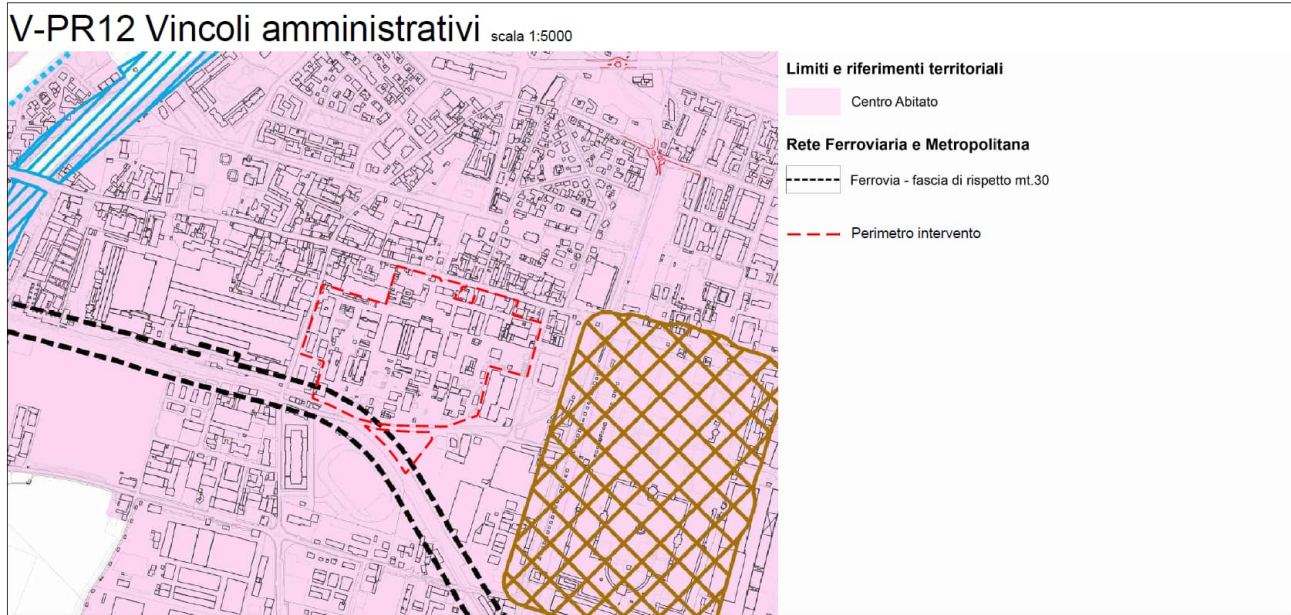 V-PR12 Vincoli amministrativi scala 1:5000
Limiti e riferimenti territoriali
Centro Abitato
Rete Ferroviaria e Metropolitana
Ferrovia - fascia di rispetto mt.30
Perimetro intervento